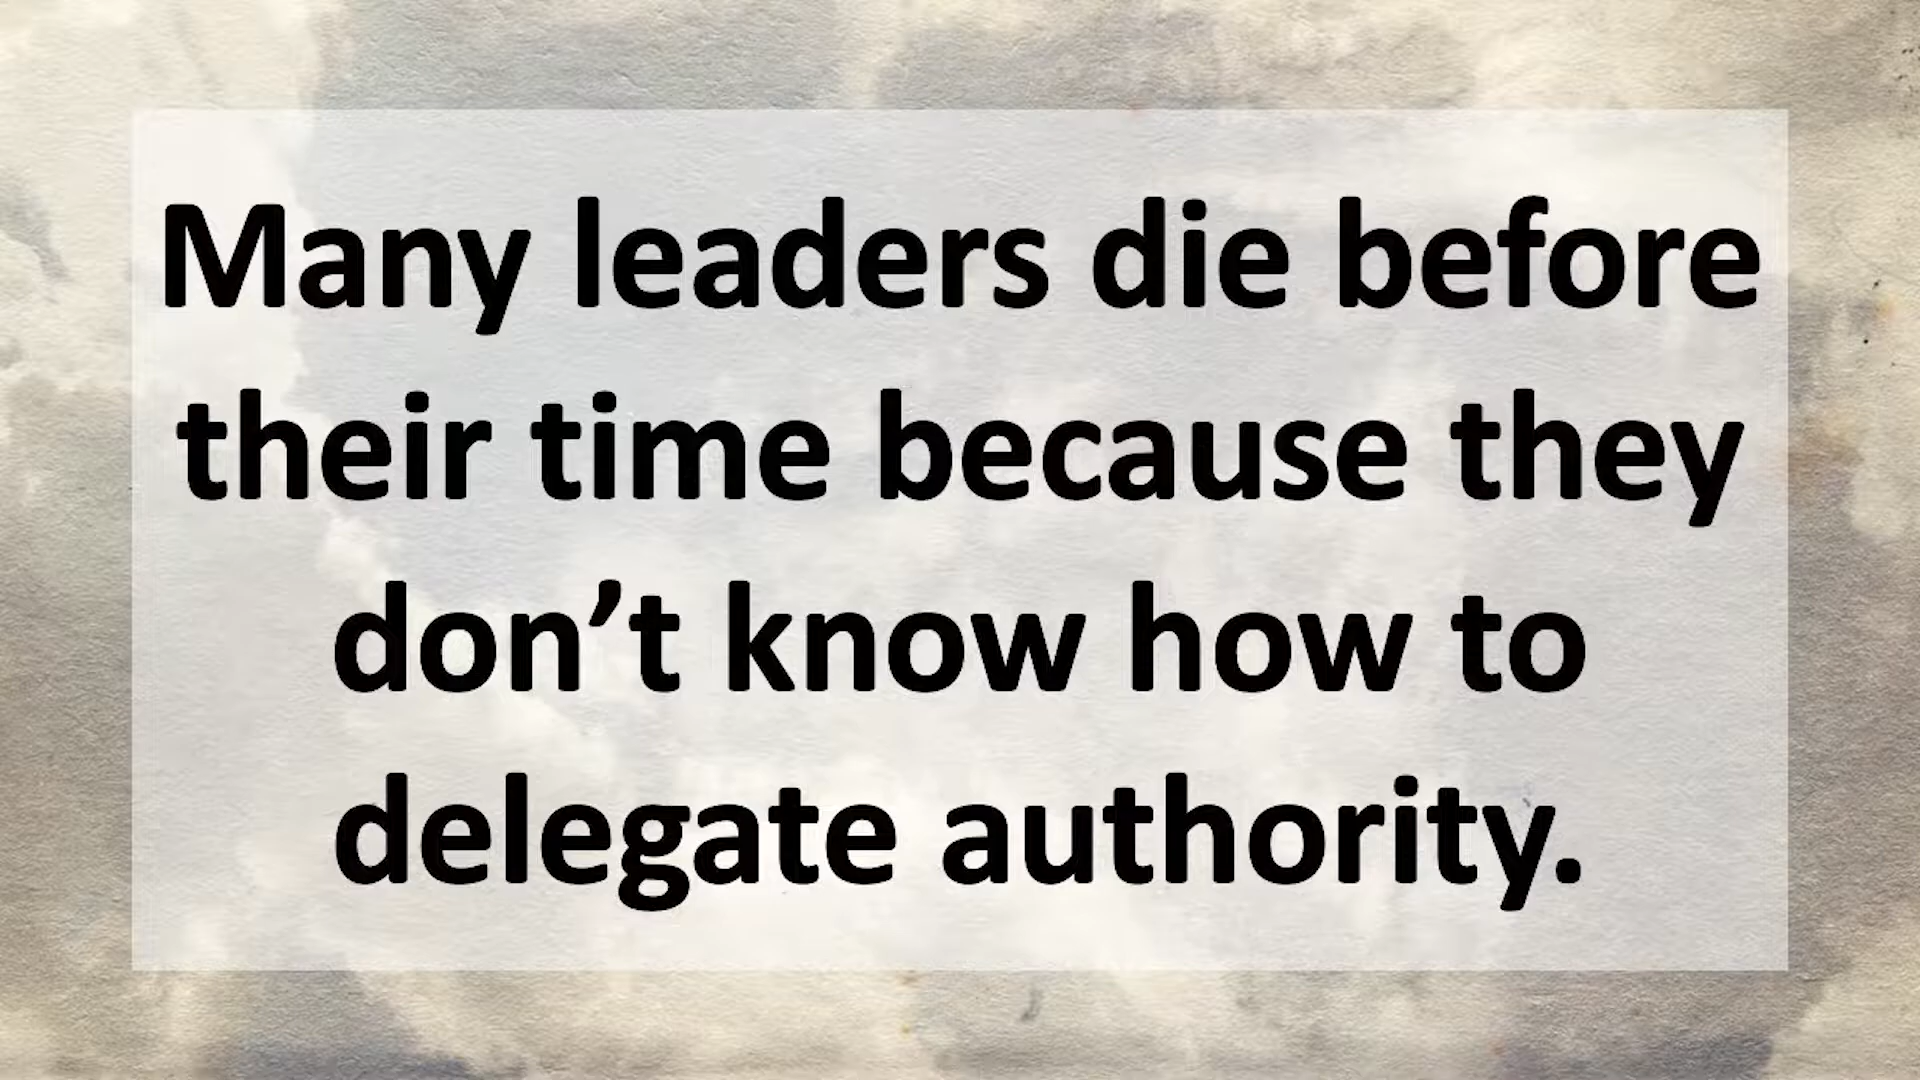 Many leaders die before
their time because they
don’t know how to
delegate authority.